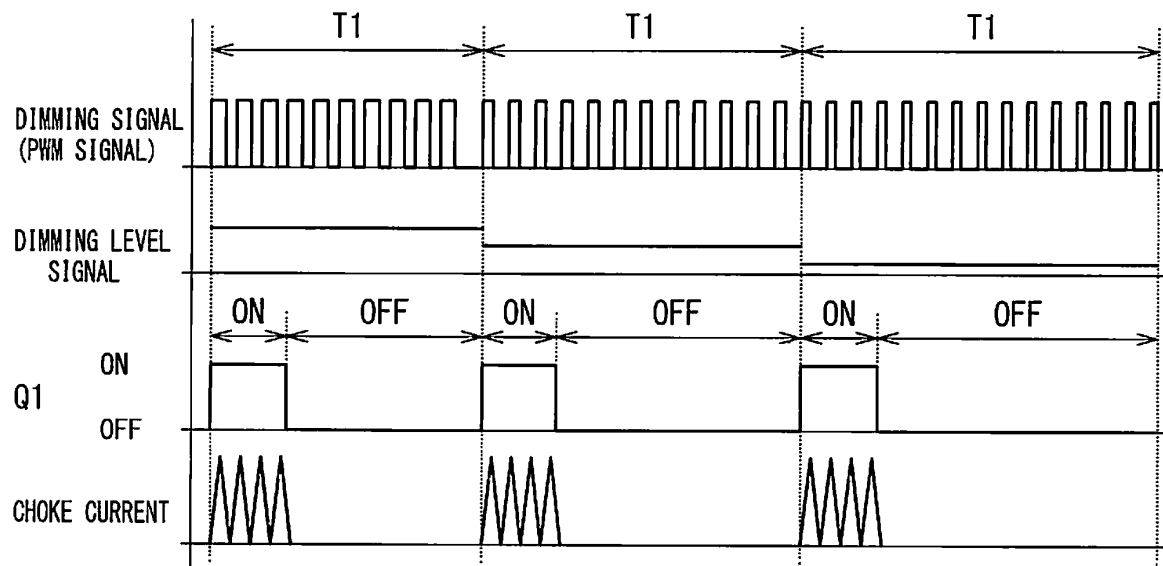 T1 T1 T1
DIMMING SIGNAL
(PWM SIGNAL)
DIMMING LEVEL
SIGNAL
ON OFF ON OFF ON OFF
ON
Q1
OFF
CHOKE CURRENT